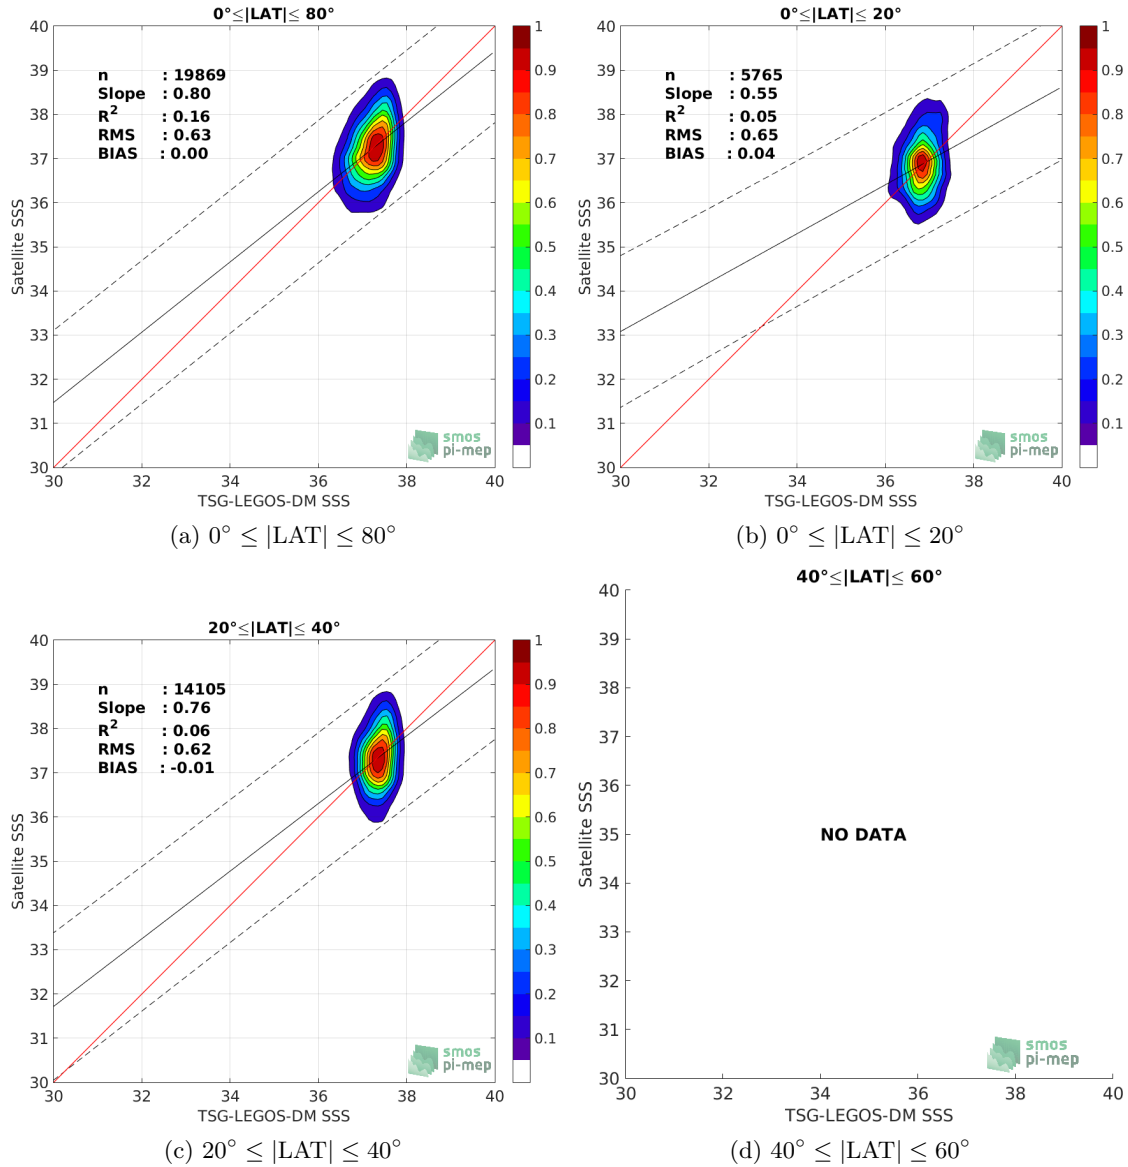 0°≤|LAT|≤ 80°
n : 19869
Slope : 0.80
R² : 0.16
RMS : 0.63
BIAS : 0.00
40
39
38
37
36
35
34
33
32
31
30
Satellite SSS
30 32 34 36 38 40
TSG-LEGOS-DM SSS
1
0.9
0.8
0.7
0.6
0.5
0.4
0.3
0.2
0.1
smos
pi-mep
(a) 0° ≤ |LAT| ≤ 80°
0°≤|LAT|≤ 20°
n : 5765
Slope : 0.55
R² : 0.05
RMS : 0.65
BIAS : 0.04
40
39
38
37
36
35
34
33
32
31
30
Satellite SSS
30 32 34 36 38 40
TSG-LEGOS-DM SSS
1
0.9
0.8
0.7
0.6
0.5
0.4
0.3
0.2
0.1
smos
pi-mep
(b) 0° ≤ |LAT| ≤ 20°
20°≤|LAT|≤ 40°
n : 14105
Slope : 0.76
R² : 0.06
RMS : 0.62
BIAS : -0.01
40
39
38
37
36
35
34
33
32
31
30
Satellite SSS
30 32 34 36 38 40
TSG-LEGOS-DM SSS
1
0.9
0.8
0.7
0.6
0.5
0.4
0.3
0.2
0.1
smos
pi-mep
(c) 20° ≤ |LAT| ≤ 40°
40°≤|LAT|≤ 60°
40
39
38
37
36
35
34
33
32
31
30
Satellite SSS
NO DATA
30 32 34 36 38 40
TSG-LEGOS-DM SSS
smos
pi-mep
(d) 40° ≤ |LAT| ≤ 60°